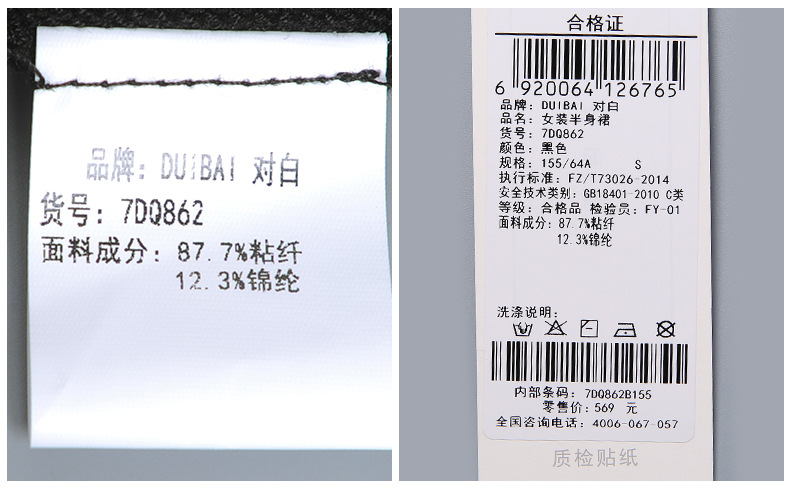 品牌: DUIBAI 对白
货号: 7DQ862
面料成分: 87.7%粘纤
12.3%锦纶
合格证
6 920064 126765
品牌: DUIBAI 对白
品名: 女装半身裙
货号: 7DQ862
颜色: 黑色
规格: 155/64A S
执行标准: FZ/T73026-2014
安全技术类别: GB18401-2010 C类
等级: 合格品 检验员: FY-01
面料成分: 87.7%粘纤
12.3%锦纶
洗涤说明:
内部条码: 7DQ862B155
零售价: 569 元
全国咨询电话: 4006-067-057
质检贴纸